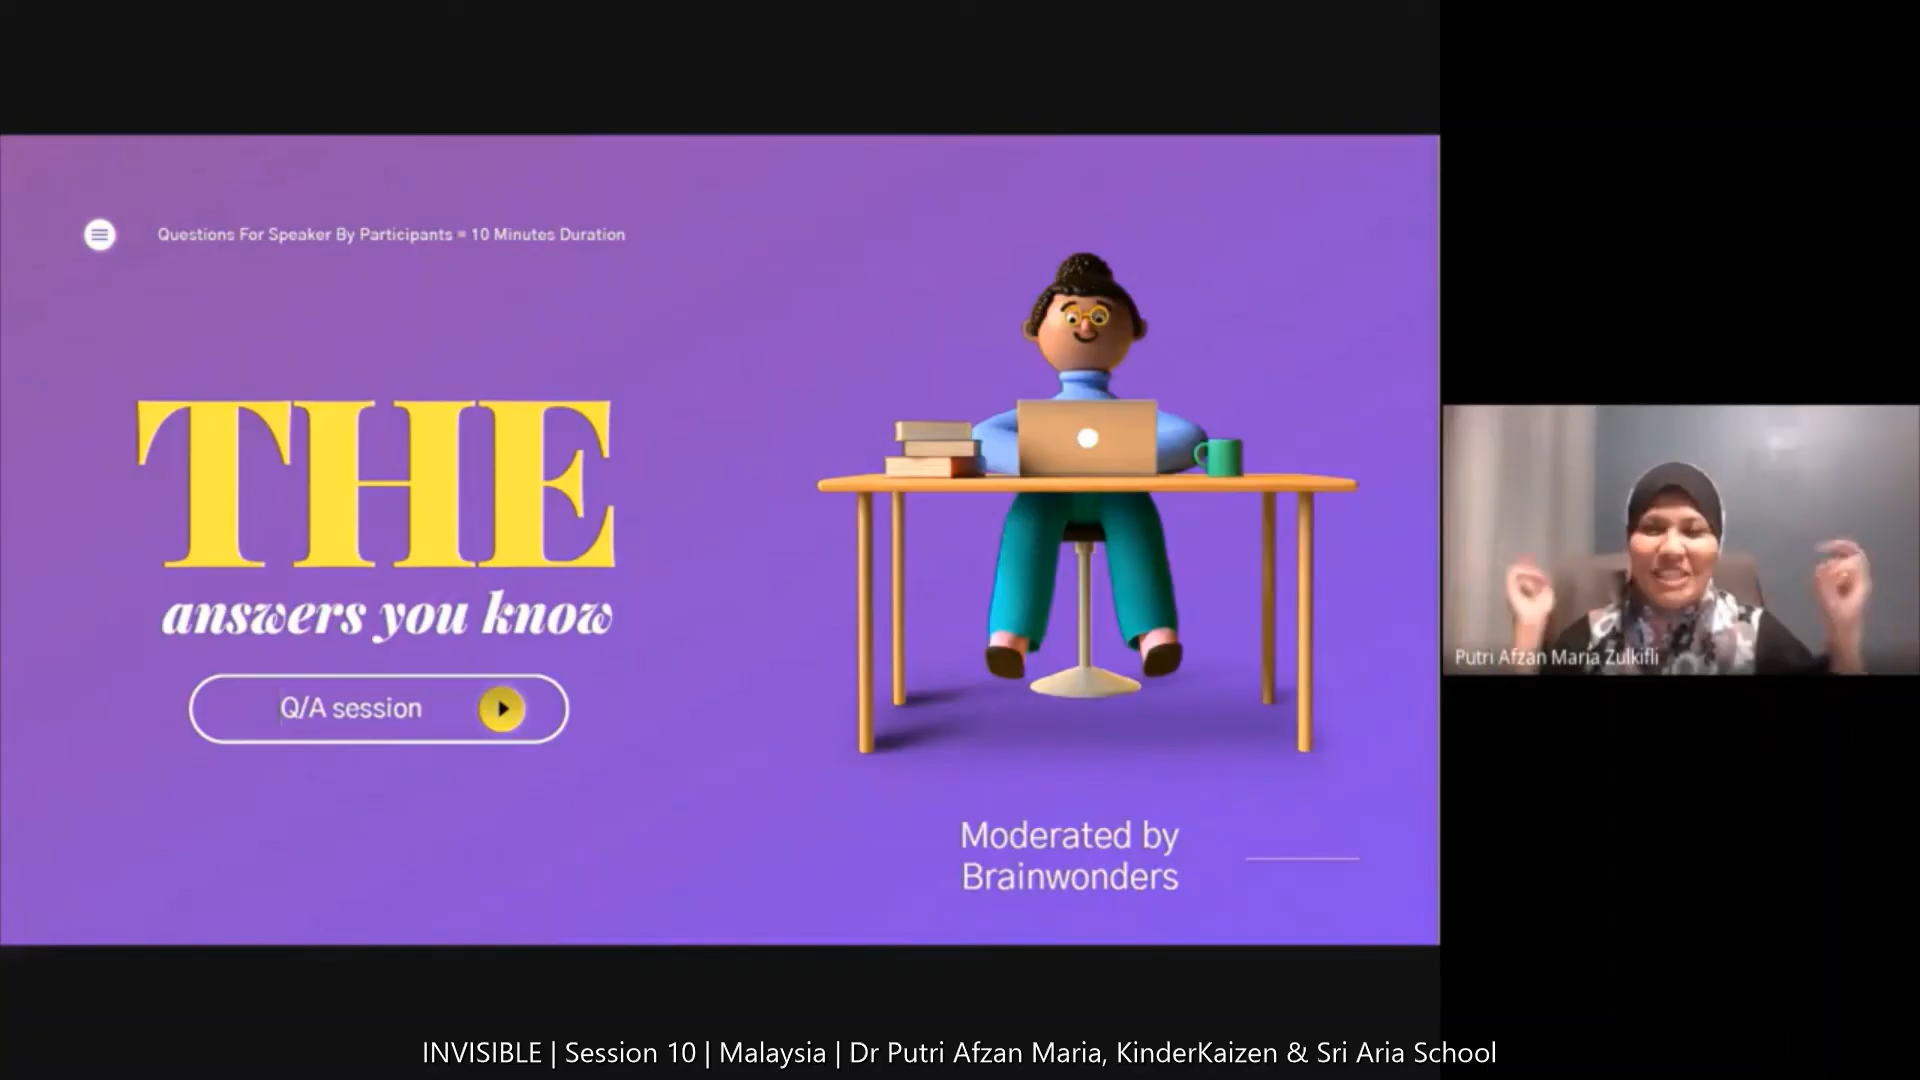 Questions For Speaker By Participants = 10 Minutes Duration
THE
answers you know
Q/A session
Moderated by
Brainwonders
Putri Afzan Maria Zulkifli
INVISIBLE | Session 10 | Malaysia | Dr Putri Afzan Maria, KinderKaizen & Sri Aria School